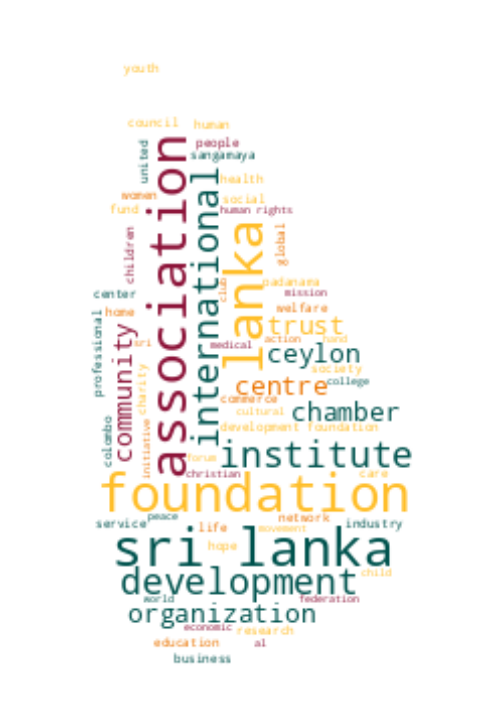 youth
council
human
united
association
people
sangamaya
international
health
women
social
fund
human rights
lanka
global
children
club
padanama
center
mission
home
welfare
professional
community
trust
sri
medical
action
hand
ceylon
society
charity
centre
college
commerce
cultural
chamber
colombo
initiative
development foundation
institute
forum
christian
care
foundation
service
peace
life
network
movement
industry
sri lanka
hope
development
child
world
federation
organization
economic
research
education
al
business